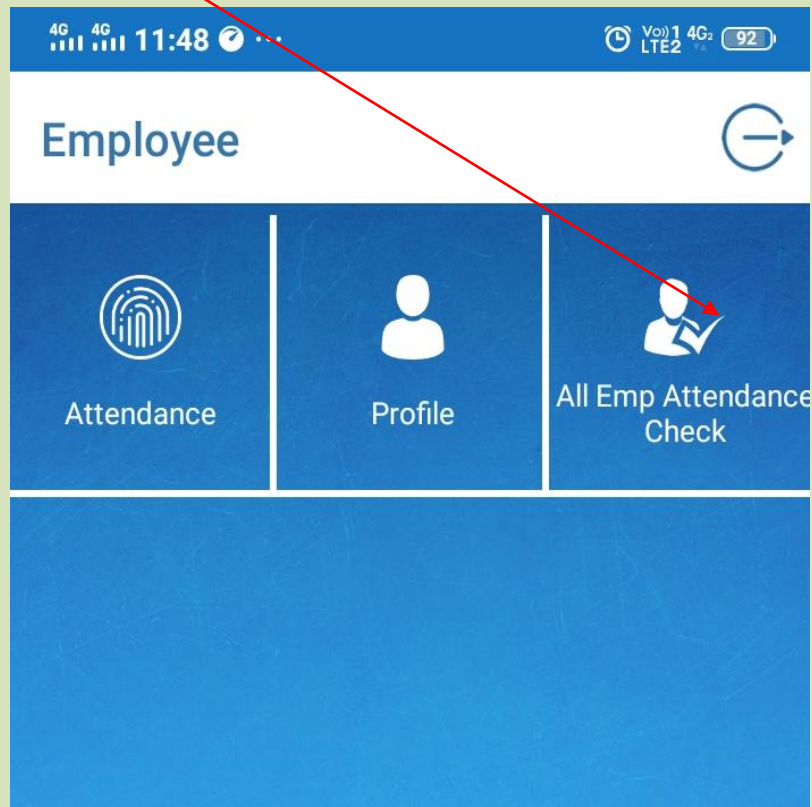 4G 4G 11:48 ...
Vo)) 1 4G2
LTE2 92
Employee
Attendance
Profile
All Emp Attendance
Check